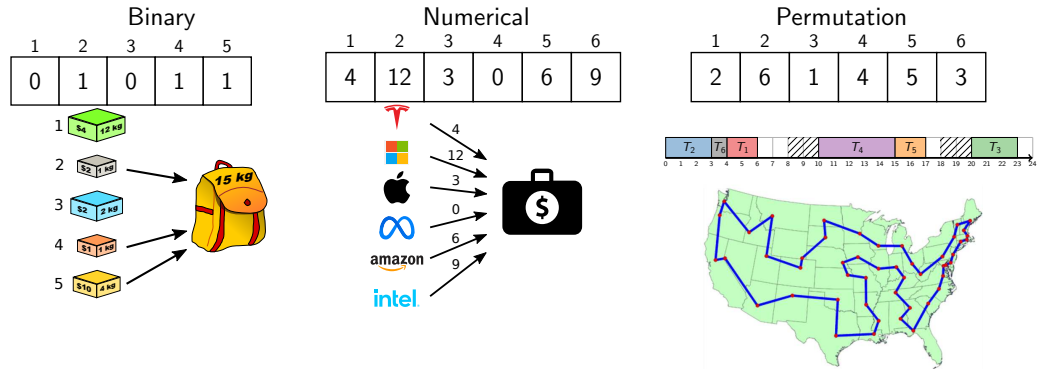 Binary
1 2 3 4 5
0 1 0 1 1
1 $4 12 kg
2 $2 1 kg
3 $2 2 kg
4 $1 1 kg
5 $10 4 kg
15 kg
Numerical
1 2 3 4 5 6
4 12 3 0 6 9
4
12
3
0
6
9
$
amazon
intel.
Permutation
1 2 3 4 5 6
2 6 1 4 5 3
T2 T6 T1 T4 T5 T3
0 1 2 3 4 5 6 7 8 9 10 11 12 13 14 15 16 17 18 19 20 21 22 23 24